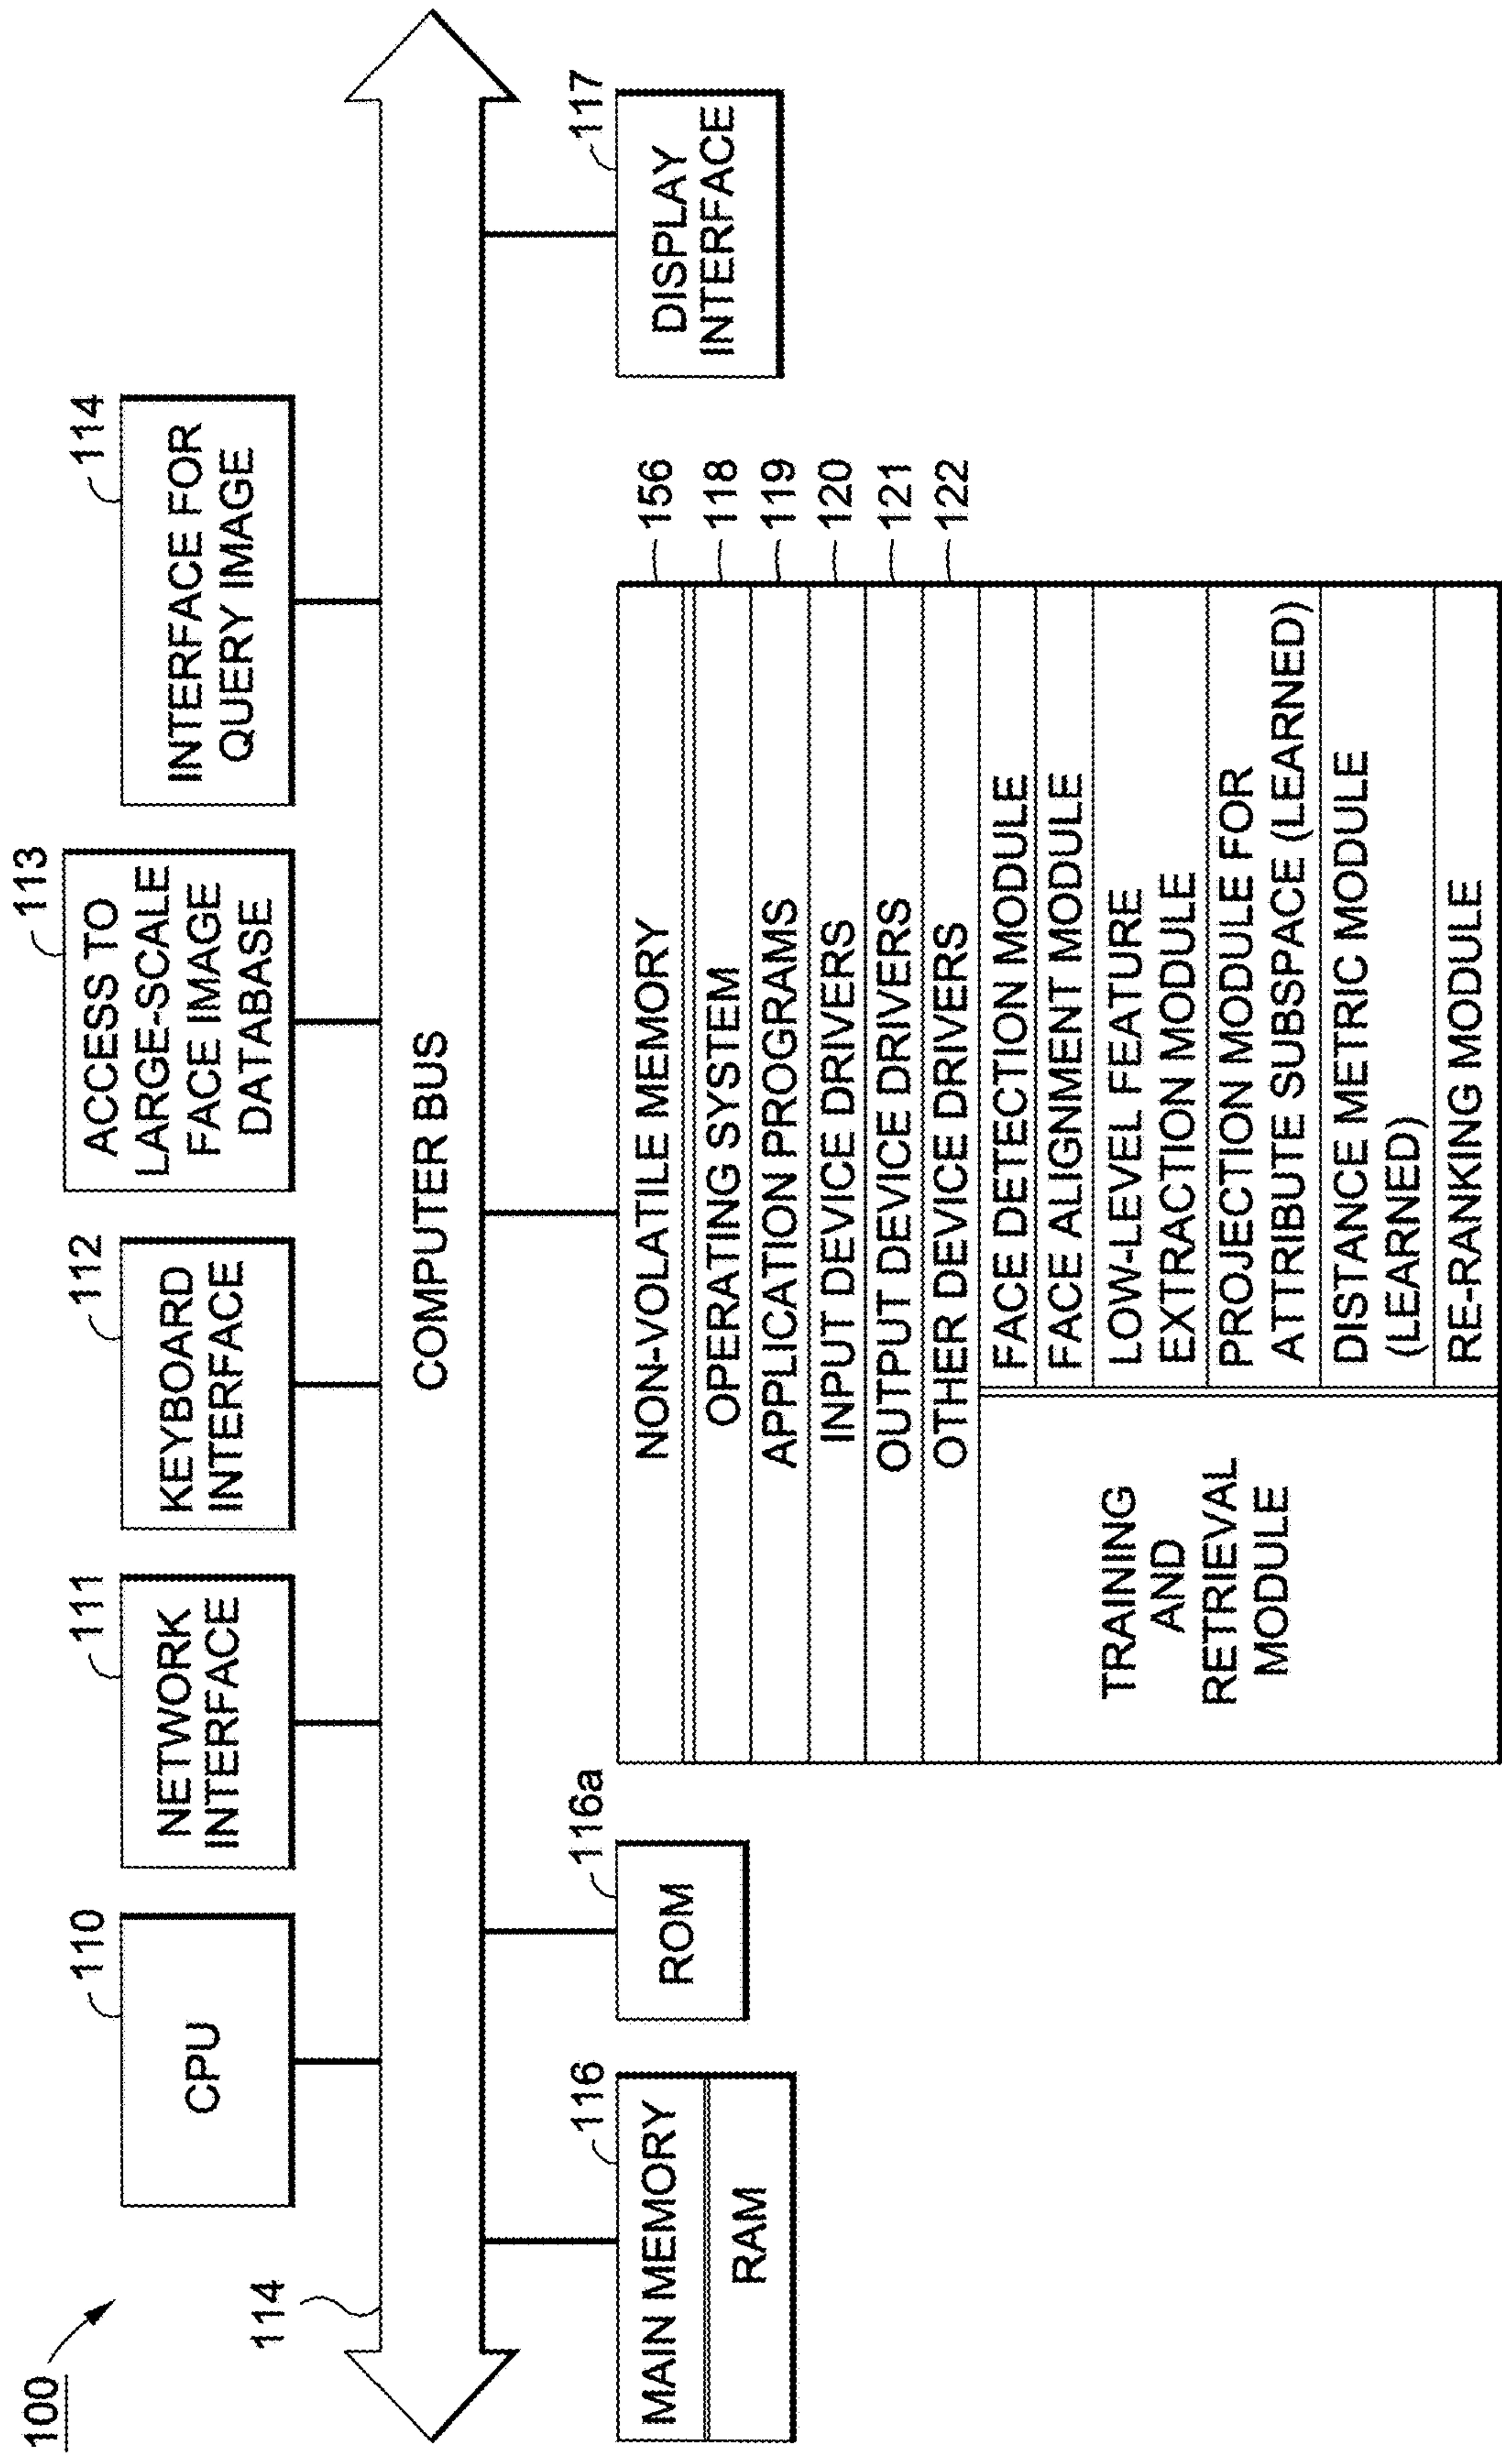 100
110
CPU
111
NETWORK
INTERFACE
112
KEYBOARD
INTERFACE
113
ACCESS TO
LARGE-SCALE
FACE IMAGE
DATABASE
114
INTERFACE FOR
QUERY IMAGE
114
COMPUTER BUS
116
MAIN MEMORY
RAM
116a
ROM
NON-VOLATILE MEMORY
156
OPERATING SYSTEM
118
APPLICATION PROGRAMS
119
INPUT DEVICE DRIVERS
120
OUTPUT DEVICE DRIVERS
121
OTHER DEVICE DRIVERS
122
TRAINING
AND
RETRIEVAL
MODULE
FACE DETECTION MODULE
FACE ALIGNMENT MODULE
LOW-LEVEL FEATURE
EXTRACTION MODULE
PROJECTION MODULE FOR
ATTRIBUTE SUBSPACE (LEARNED)
DISTANCE METRIC MODULE
(LEARNED)
RE-RANKING MODULE
117
DISPLAY
INTERFACE